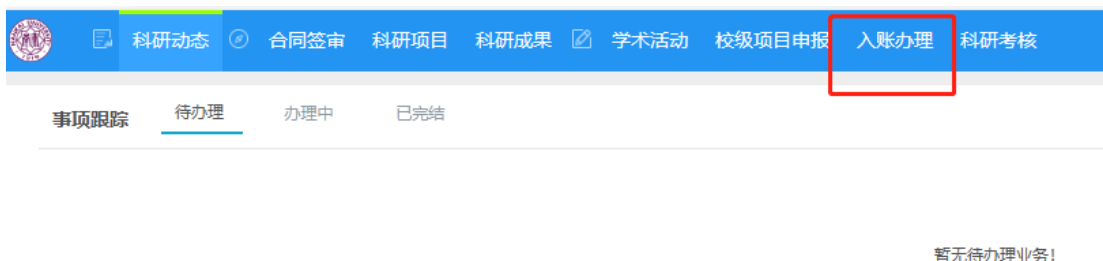 科研动态 合同签审 科研项目 科研成果 学术活动 校级项目申报 入账办理 科研考核
事项跟踪 待办理 办理中 已完结
暂无待办理业务!